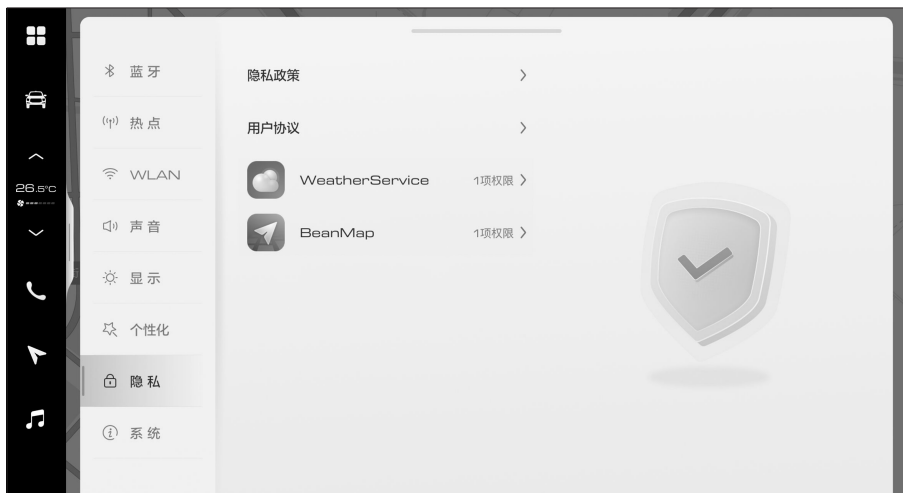 26.5°C
蓝牙
热点
WLAN
声音
显示
个性化
隐私
系统
隐私政策
用户协议
WeatherService 1项权限
BeanMap 1项权限